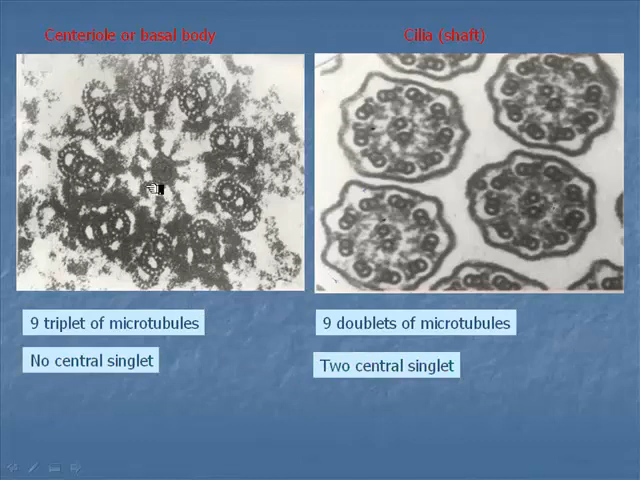 Centeriole or basal body
Cilia (shaft)
9 triplet of microtubules
9 doublets of microtubules
No central singlet
Two central singlet